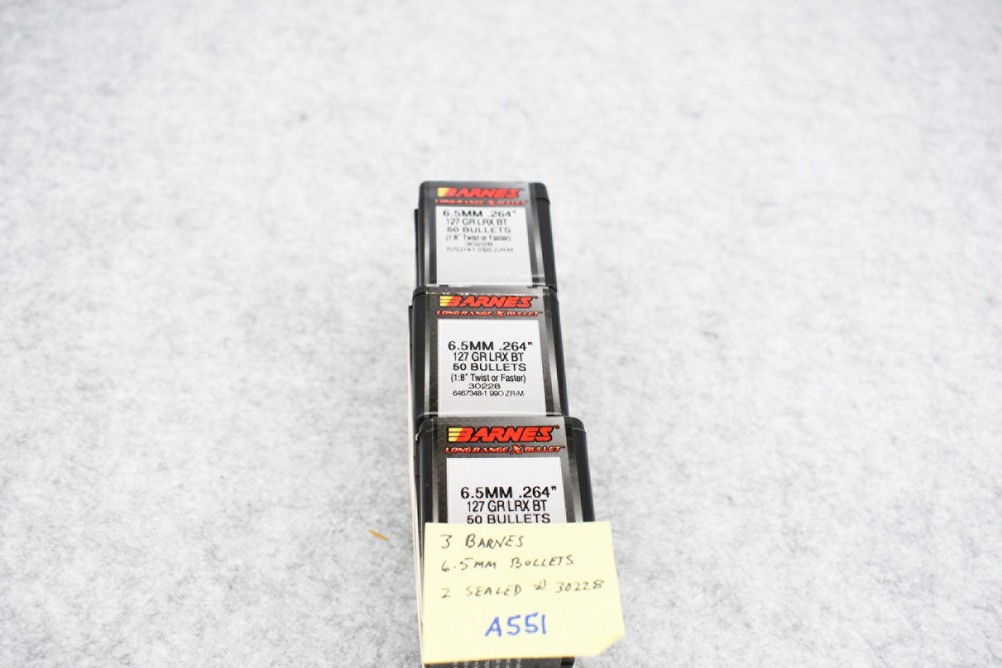 BARNES
LONG RANGE X BULLET
6.5MM .264"
127 GR LRX BT
50 BULLETS
(1:8" Twist or Faster)
30228
BARNES
LONG RANGE X BULLET
6.5MM .264"
127 GR LRX BT
50 BULLETS
(1:8" Twist or Faster)
30228
6467348-1 990 ZR-M
BARNES
LONG RANGE X BULLET
6.5MM .264"
127 GR LRX BT
50 BULLETS
3 BARNES
6.5MM BULLETS
2 SEALED 30228
A551